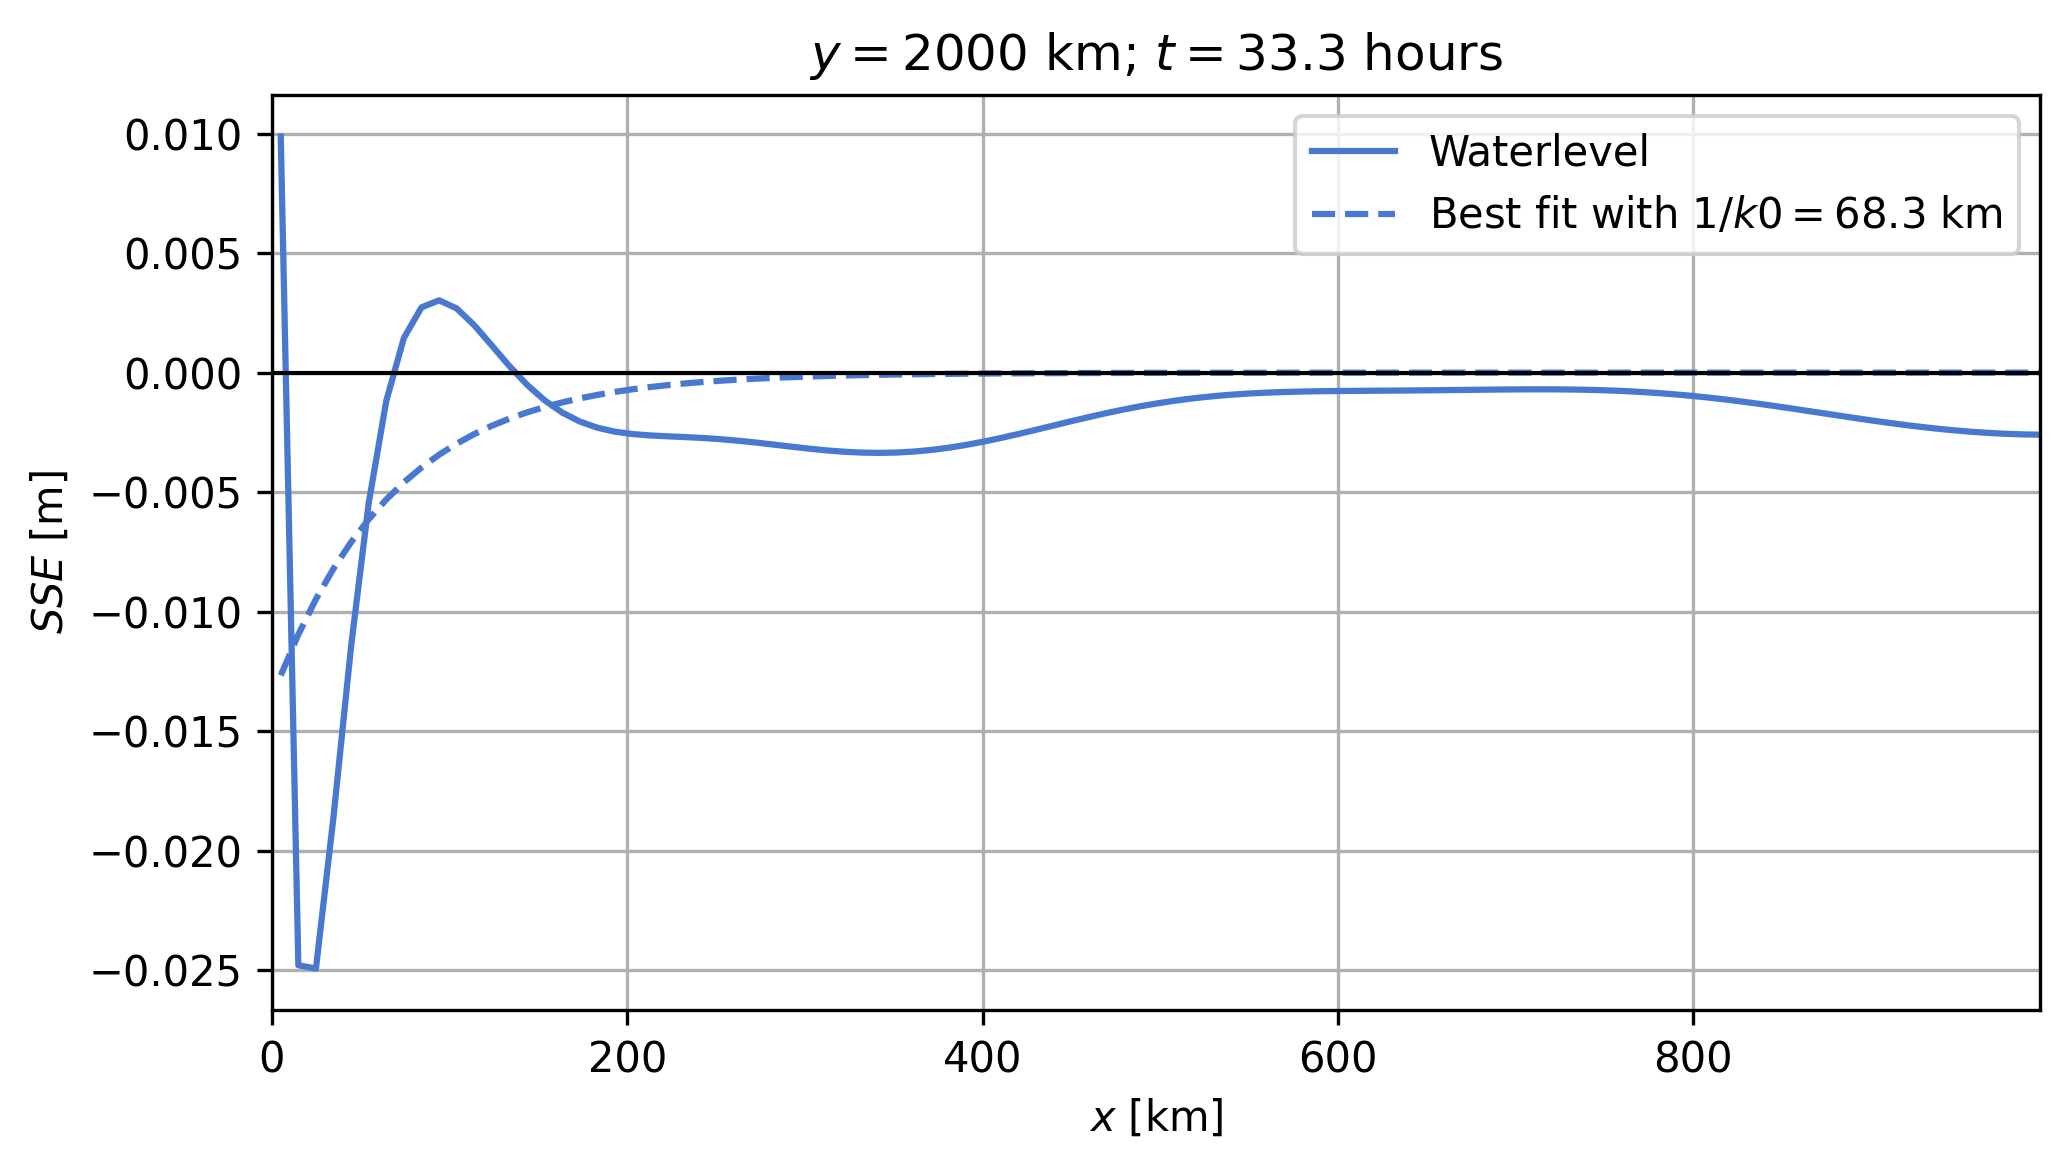 y = 2000 km; t = 33.3 hours
Waterlevel
Best fit with 1/k0 = 68.3 km
0.010
0.005
0.000
−0.005
−0.010
−0.015
−0.020
−0.025
SSE [m]
0 200 400 600 800
x [km]